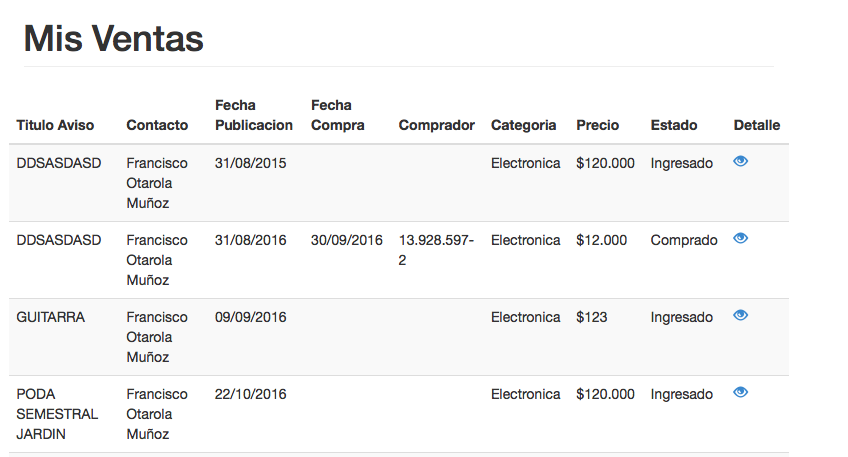 Mis Ventas
Titulo Aviso Contacto Fecha Publicacion Fecha Compra Comprador Categoria Precio Estado Detalle
DDSASDASD Francisco Otarola Muñoz 31/08/2015 Electronica $120.000 Ingresado
DDSASDASD Francisco Otarola Muñoz 31/08/2016 30/09/2016 13.928.597-2 Electronica $12.000 Comprado
GUITARRA Francisco Otarola Muñoz 09/09/2016 Electronica $123 Ingresado
PODA SEMESTRAL JARDIN Francisco Otarola Muñoz 22/10/2016 Electronica $120.000 Ingresado